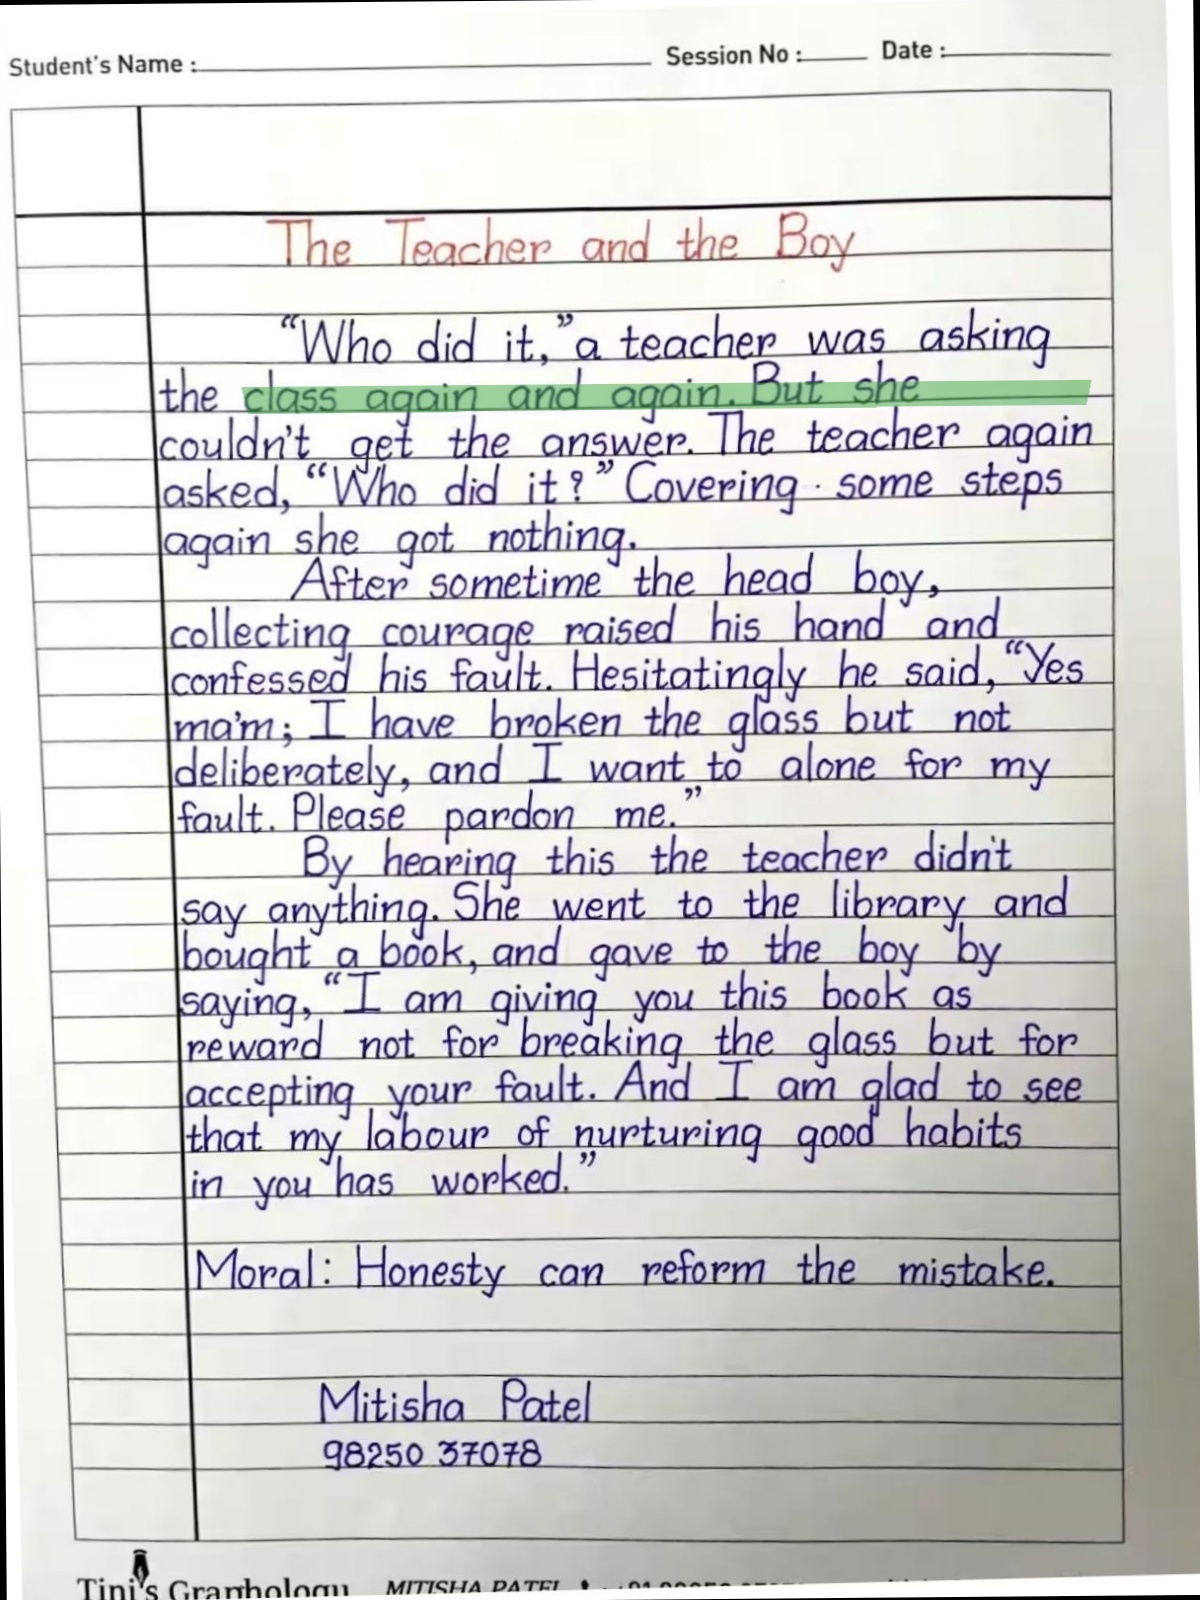 Student's Name :
Session No : Date :
The Teacher and the Boy
“Who did it,” a teacher was asking
the class again and again. But she
couldn't get the answer. The teacher again
asked, “Who did it?” Covering some steps
again she got nothing.
After sometime the head boy,
collecting courage raised his hand and
confessed his fault. Hesitatingly he said, “Yes
ma'm; I have broken the glass but not
deliberately, and I want to alone for my
fault. Please pardon me.”
By hearing this the teacher didn't
say anything. She went to the library and
bought a book, and gave to the boy by
saying, “I am giving you this book as
reward not for breaking the glass but for
accepting your fault. And I am glad to see
that my labour of nurturing good habits
in you has worked.”
Moral: Honesty can reform the mistake.
Mitisha Patel
98250 37078
Tini's Graphology MITISHA PATEL